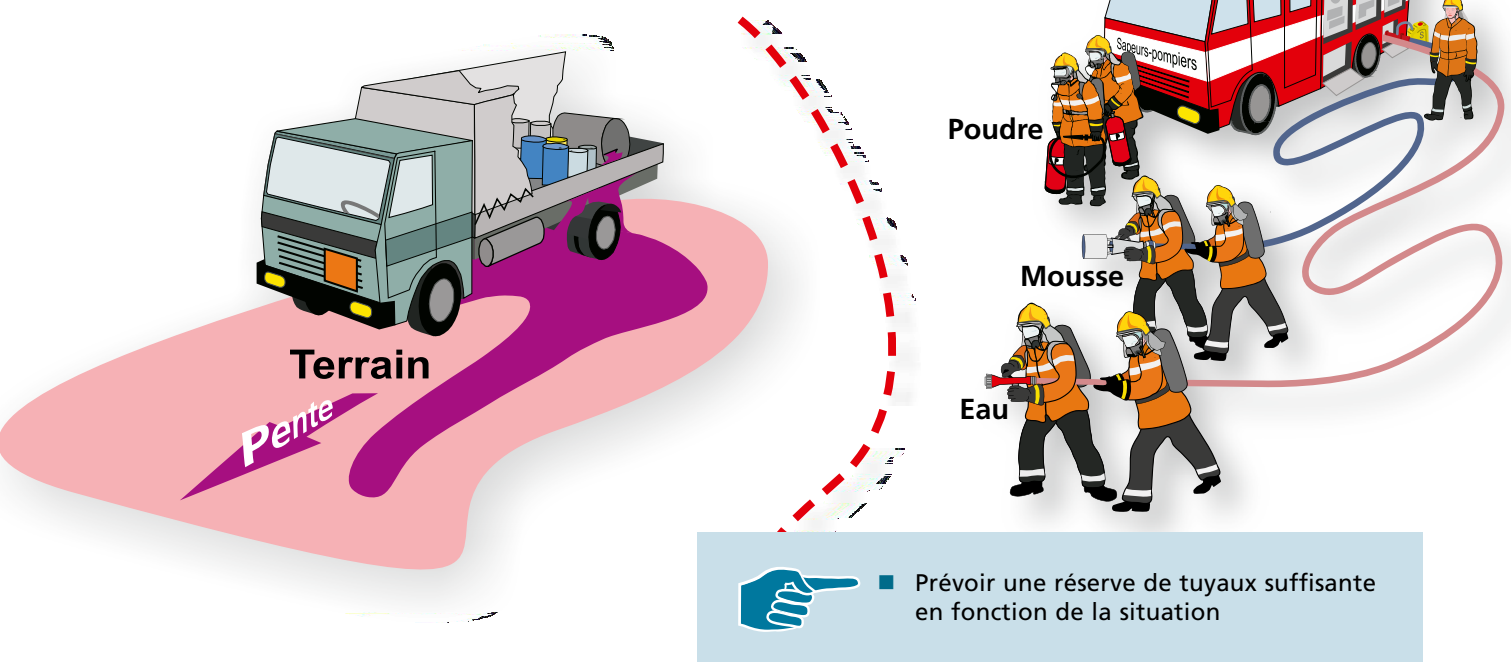 Sapeurs-pompiers
Poudre
Mousse
Terrain
Pente
Eau
Prévoir une réserve de tuyaux suffisante
en fonction de la situation